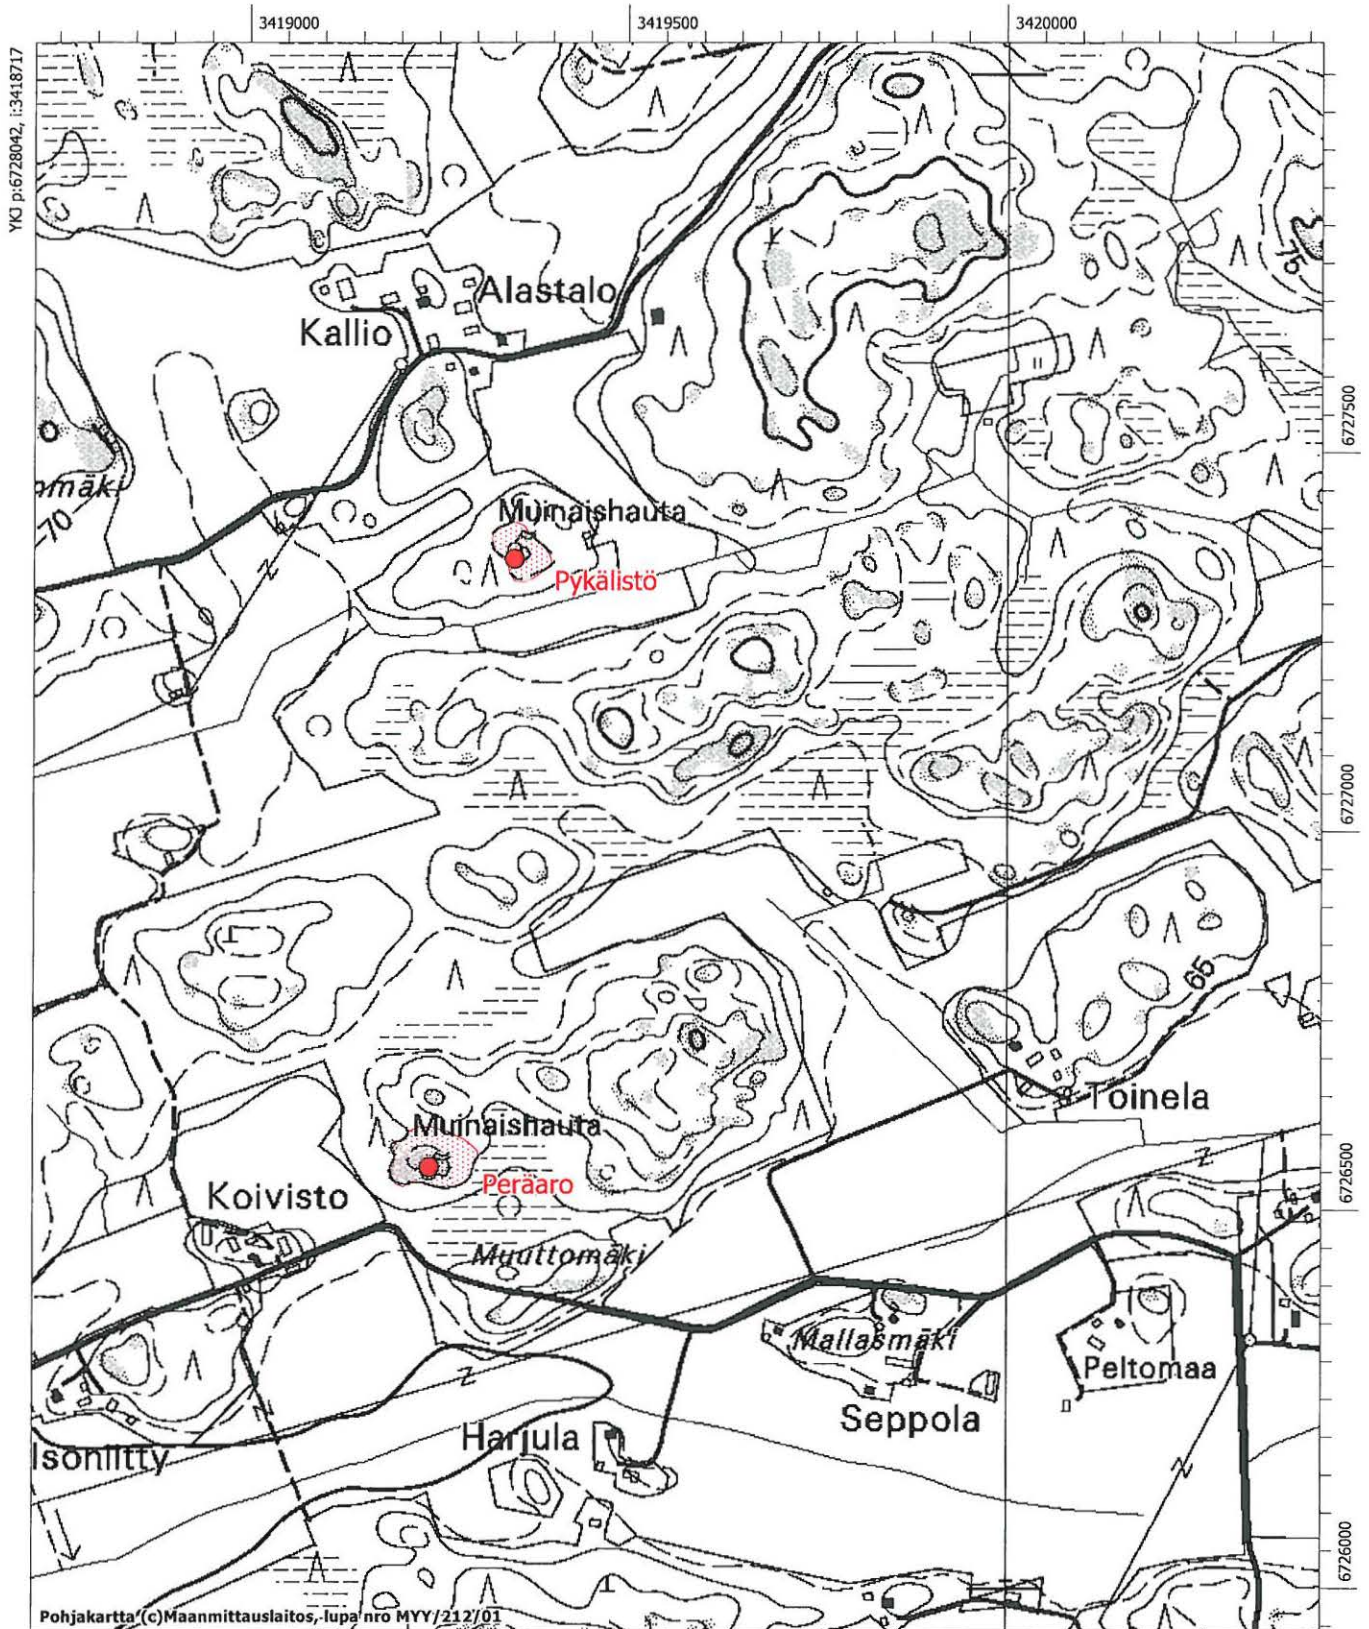 3419000
3419500
3420000
YKJ p:6728042, i:3418717
75
Alastalo
Kallio
6727500
mäki
70
Muinaishauta
Pykälistö
6727000
65
Toinela
Muinaishauta
Peräaro
6726500
Koivisto
Muuttomäki
Mallasmäki
Peltomaa
Seppola
Harjula
Isoniitty
6726000
Pohjakartta (c)Maanmittauslaitos, lupa nro MYY/212/01